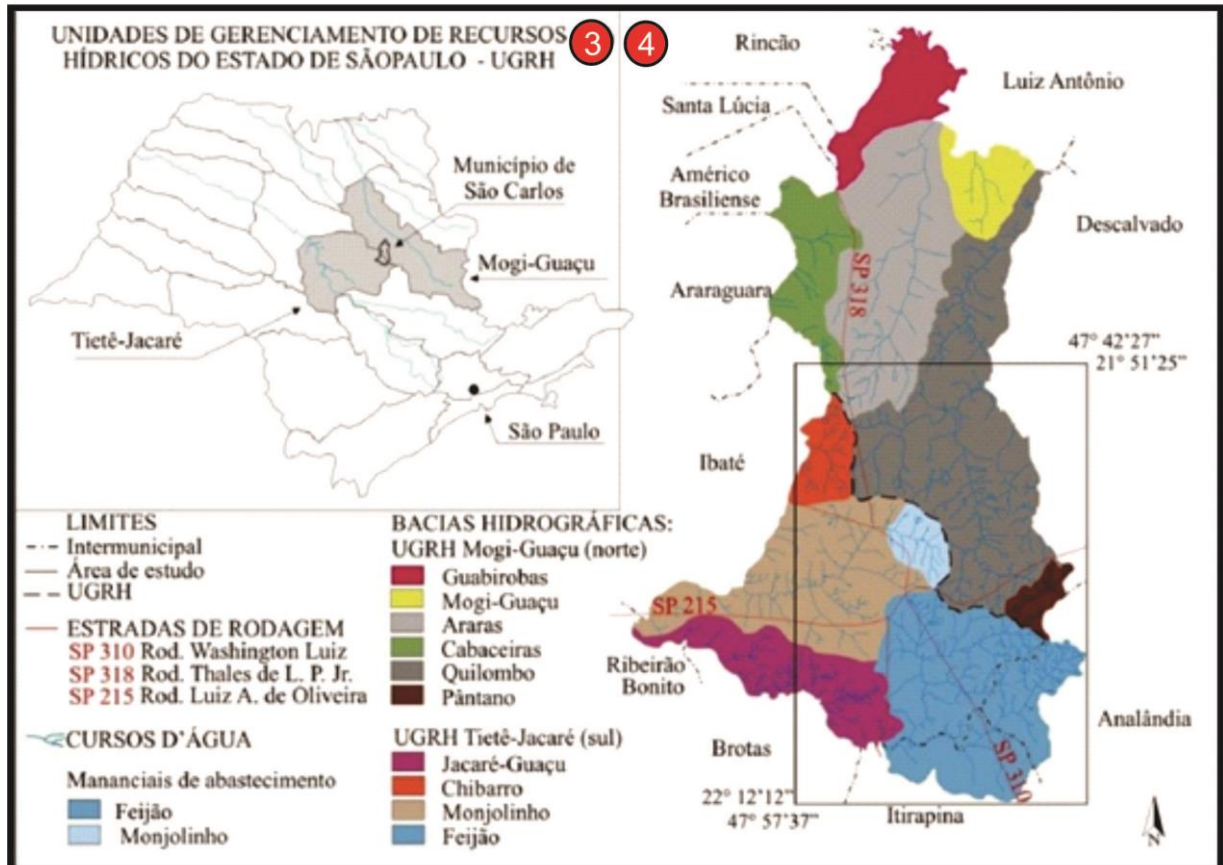 UNIDADES DE GERENCIAMENTO DE RECURSOS
HÍDRICOS DO ESTADO DE SÃOPAULO - UGRH
3
4
Município de
São Carlos
Mogi-Guaçu
Tietê-Jacaré
São Paulo
Rincão
Luiz Antônio
Santa Lúcia
Américo
Brasiliense
Descalvado
Araraguara
SP 318
47° 42'27"
21° 51'25"
Ibaté
SP 215
Ribeirão
Bonito
Analândia
Brotas
SP 310
22° 12'12"
47° 57'37"
Itirapina
N
LIMITES
Intermunicipal
Área de estudo
UGRH
ESTRADAS DE RODAGEM
SP 310 Rod. Washington Luiz
SP 318 Rod. Thales de L. P. Jr.
SP 215 Rod. Luiz A. de Oliveira
CURSOS D'ÁGUA
Mananciais de abastecimento
Feijão
Monjolinho
BACIAS HIDROGRÁFICAS:
UGRH Mogi-Guaçu (norte)
Guabirobas
Mogi-Guaçu
Araras
Cabaceiras
Quilombo
Pântano
UGRH Tietê-Jacaré (sul)
Jacaré-Guaçu
Chibarro
Monjolinho
Feijão